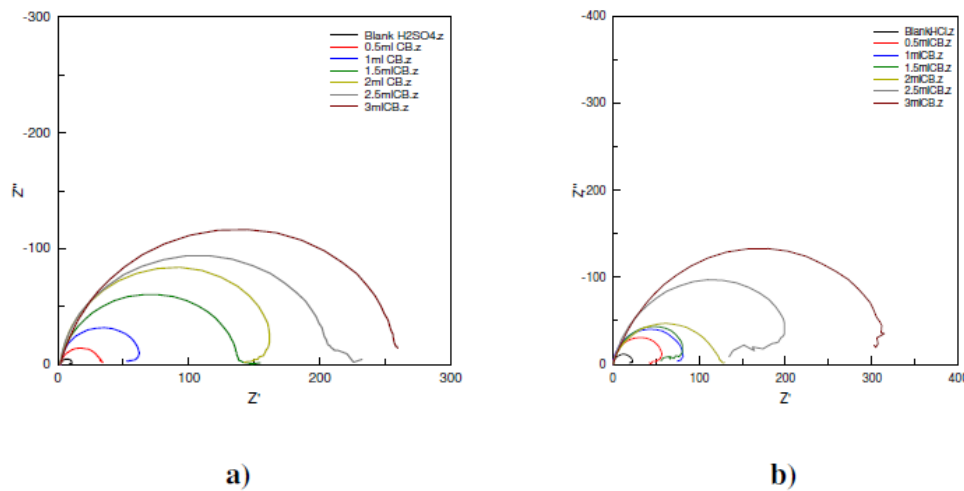 -300
-200
-100
0
Z''
0
100
200
300
Z'
Blank H2SO4.z
0.5ml CB.z
1ml CB.z
1.5mlCB.z
2ml CB.z
2.5mlCB.z
3mlCB.z
a)
-400
-300
-200
-100
0
Z''
0
100
200
300
400
Z'
BlankHCl.z
0.5mlCB.z
1mlCB.z
1.5mlCB.z
2mlCB.z
2.5mlCB.z
3mlCB.z
b)